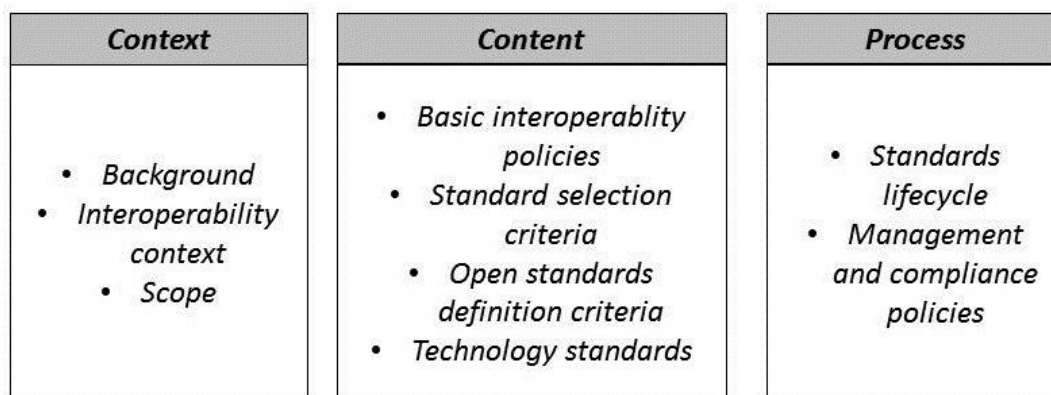 Context
• Background
• Interoperability
context
• Scope
Content
• Basic interoperablity
policies
• Standard selection
criteria
• Open standards
definition criteria
• Technology standards
Process
• Standards
lifecycle
• Management
and compliance
policies